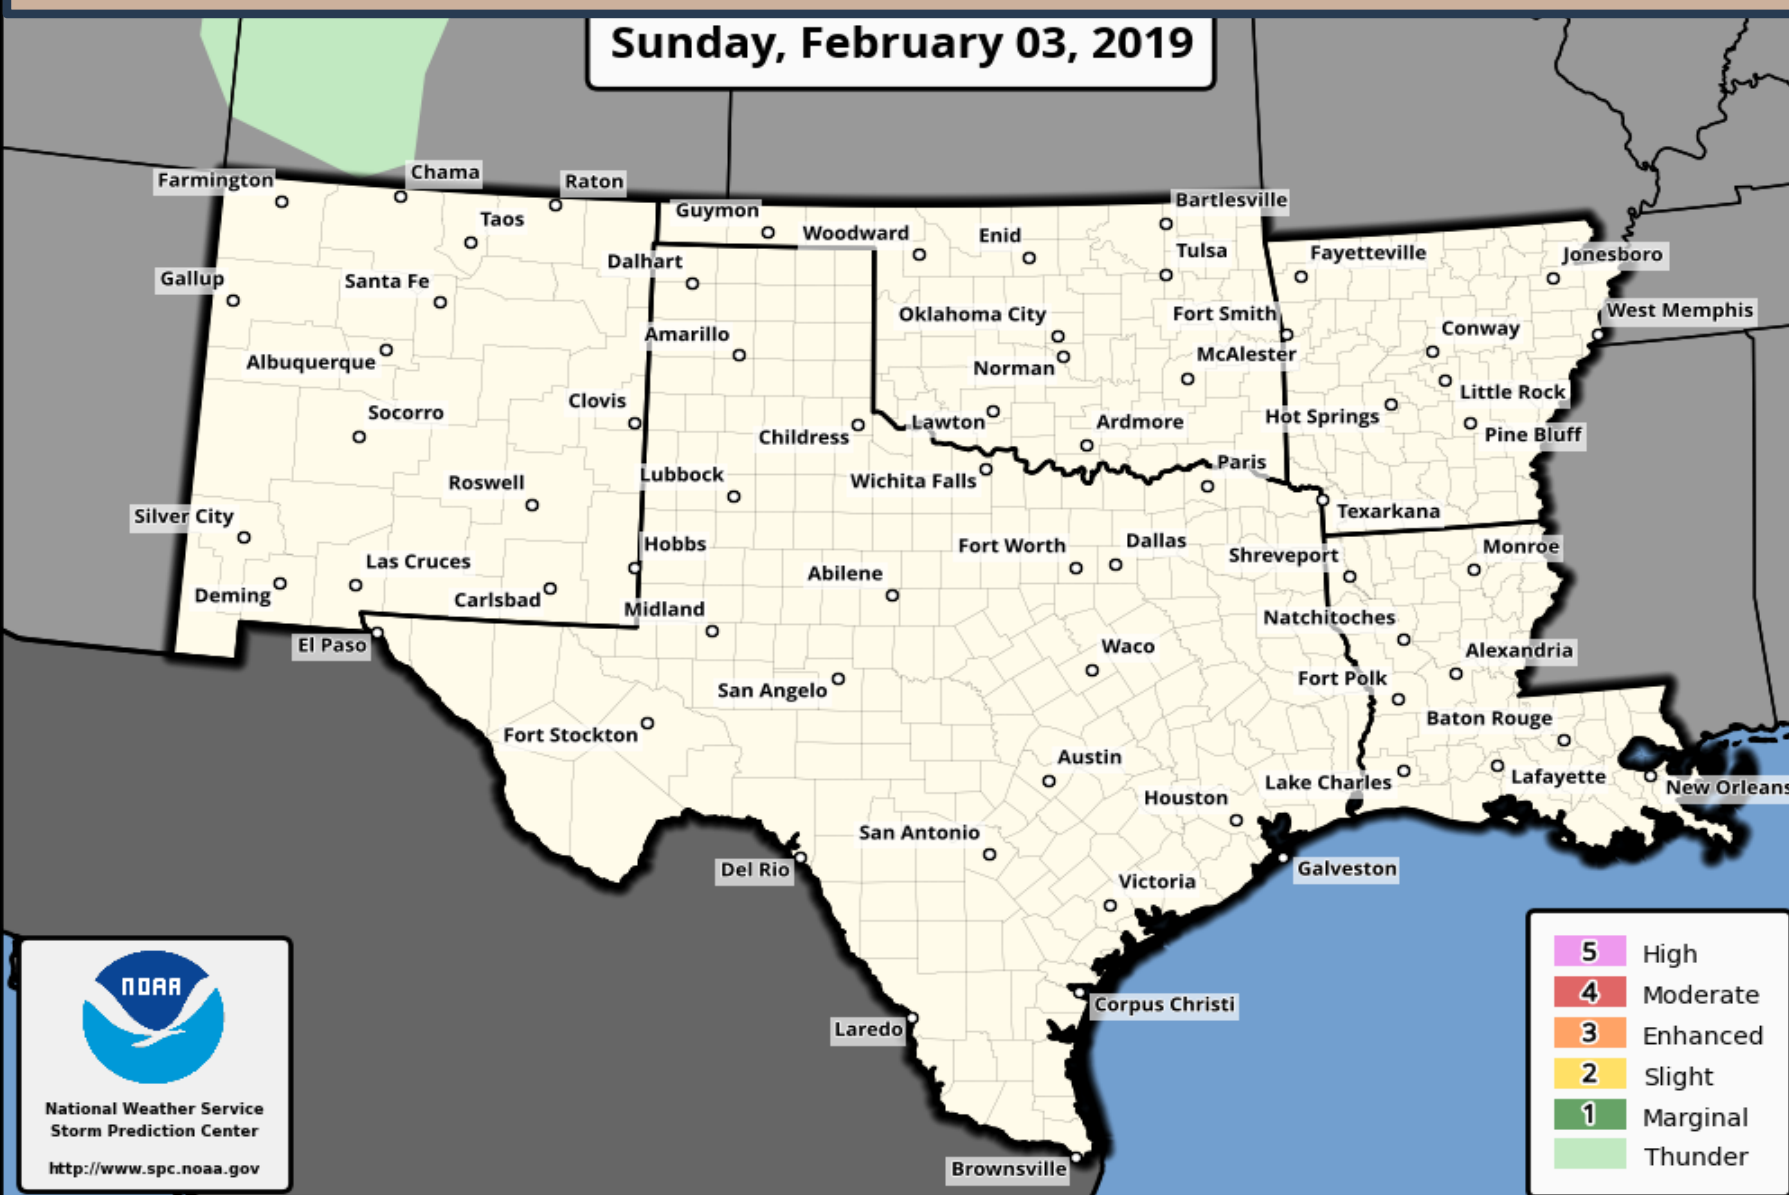 Sunday, February 03, 2019
Farmington
Chama
Raton
Taos
Guymon
Woodward
Enid
Bartlesville
Tulsa
Fayetteville
Jonesboro
Gallup
Santa Fe
Dalhart
Oklahoma City
Fort Smith
West Memphis
Albuquerque
Amarillo
Norman
McAlester
Conway
Little Rock
Socorro
Clovis
Childress
Lawton
Ardmore
Hot Springs
Pine Bluff
Roswell
Lubbock
Wichita Falls
Paris
Texarkana
Silver City
Las Cruces
Hobbs
Fort Worth
Dallas
Shreveport
Monroe
Deming
Carlsbad
Midland
Abilene
Natchitoches
El Paso
San Angelo
Waco
Fort Polk
Alexandria
Fort Stockton
Austin
Baton Rouge
Houston
Lake Charles
Lafayette
New Orleans
San Antonio
Del Rio
Victoria
Galveston
Corpus Christi
Laredo
Brownsville
NOAA
National Weather Service
Storm Prediction Center
http://www.spc.noaa.gov
5 High
4 Moderate
3 Enhanced
2 Slight
1 Marginal
Thunder